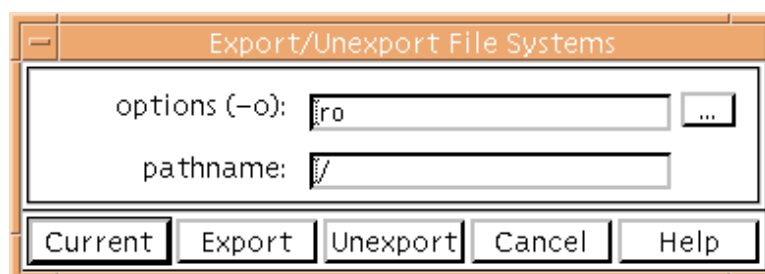 Export/Unexport File Systems
options (-o): ro ...
pathname: /
Current Export Unexport Cancel Help